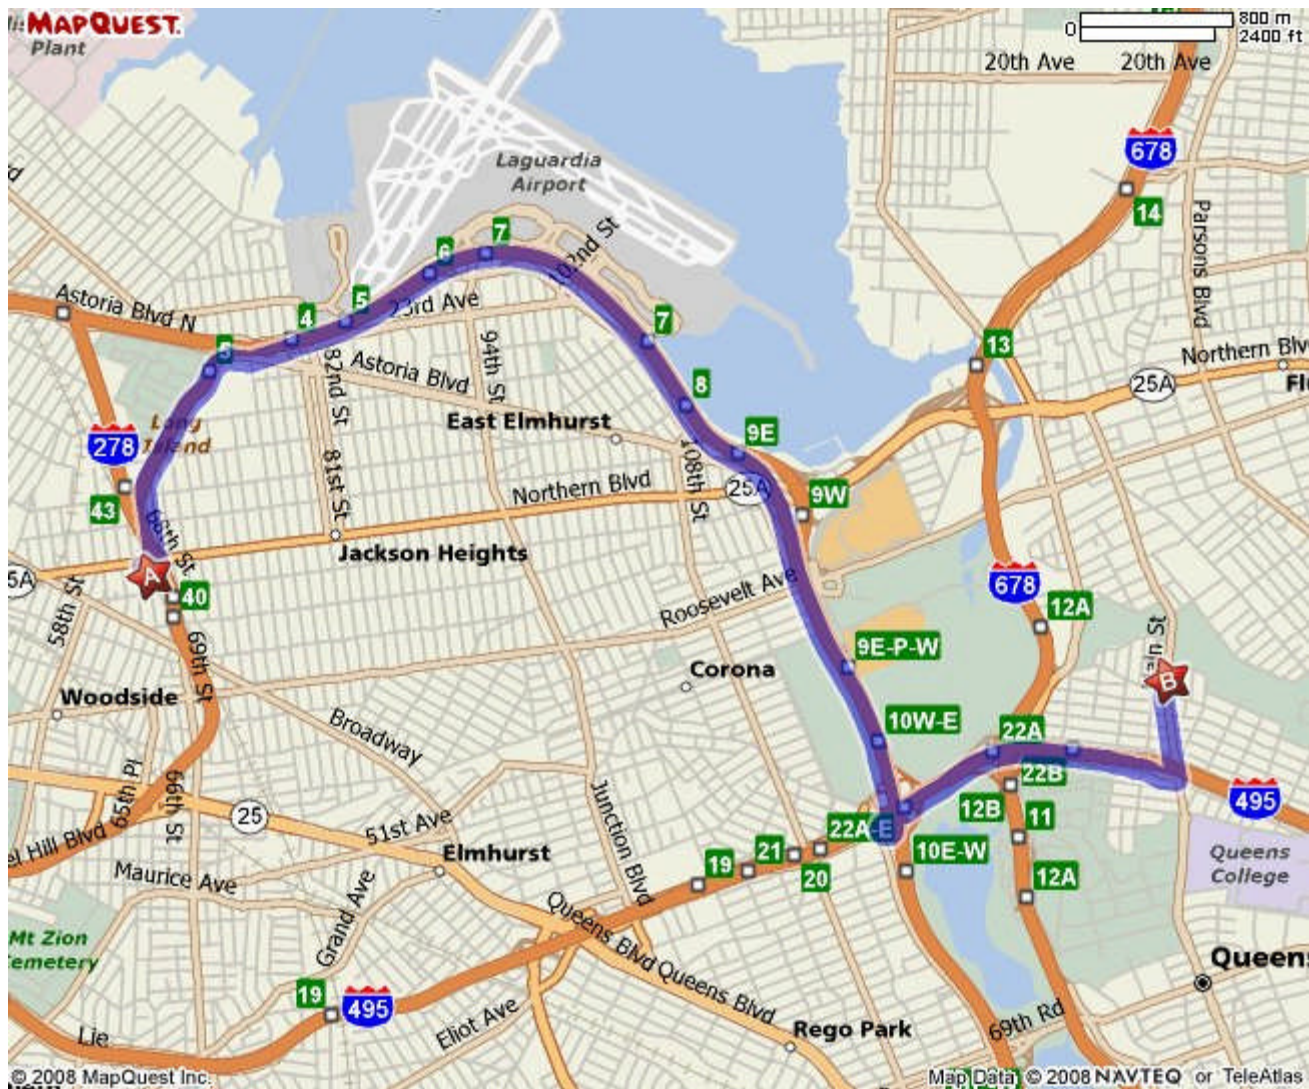 MAPQUEST.
Plant
800 m
0
2400 ft
20th Ave
20th Ave
678
Laguardia
Airport
14
Parsons Blvd
102nd St
7
6
5
23rd Ave
4
Astoria Blvd N
7
13
Northern Blv
25A
82nd St
Astoria Blvd
94th St
8
East Elmhurst
9E
278
Long
Island
81st St
108th St
Northern Blvd
25A
9W
43
66th St
Jackson Heights
A
40
58th St
Roosevelt Ave
678
12A
69th St
9E-P-W
Corona
B
Woodside
Broadway
10W-E
22A
22B
65th Pl
66th St
25
Junction Blvd
12B
495
51st Ave
22A-E
11
el Hill Blvd
Elmhurst
21
10E-W
Queens
College
19
20
12A
Maurice Ave
Grand Ave
Mt Zion
Queens Blvd
Queens Blvd
Queens
19
495
Eliot Ave
Rego Park
69th Rd
Lie
© 2008 MapQuest Inc.
Map Data © 2008 NAVTEQ or TeleAtlas